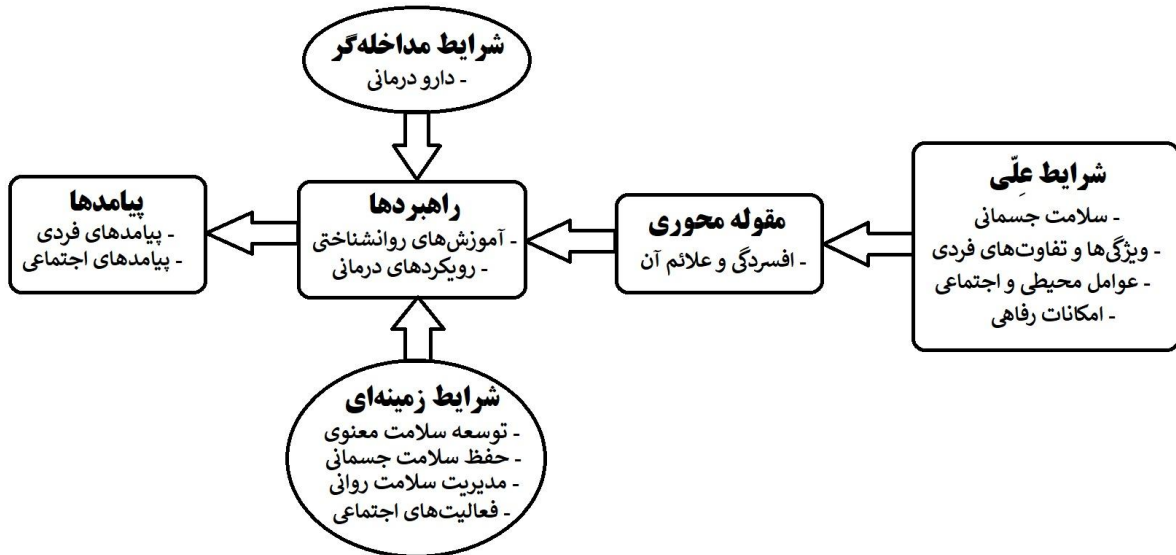 شرایط مداخله‌گر
- دارو درمانی
شرایط عِلّی
- سلامت جسمانی
- ویژگی‌ها و تفاوت‌های فردی
- عوامل محیطی و اجتماعی
- امکانات رفاهی
مقوله محوری
- افسردگی و علائم آن
راهبردها
- آموزش‌های روانشناختی
- رویکردهای درمانی
پیامدها
- پیامدهای فردی
- پیامدهای اجتماعی
شرایط زمینه‌ای
- توسعه سلامت معنوی
- حفظ سلامت جسمانی
- مدیریت سلامت روانی
- فعالیت‌های اجتماعی